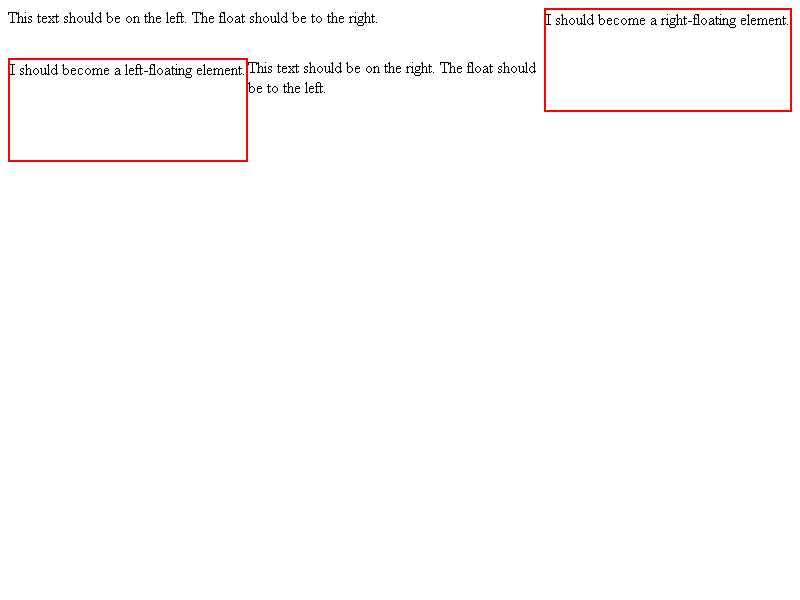 This text should be on the left. The float should be to the right.
I should become a right-floating element.
I should become a left-floating element.
This text should be on the right. The float should
be to the left.